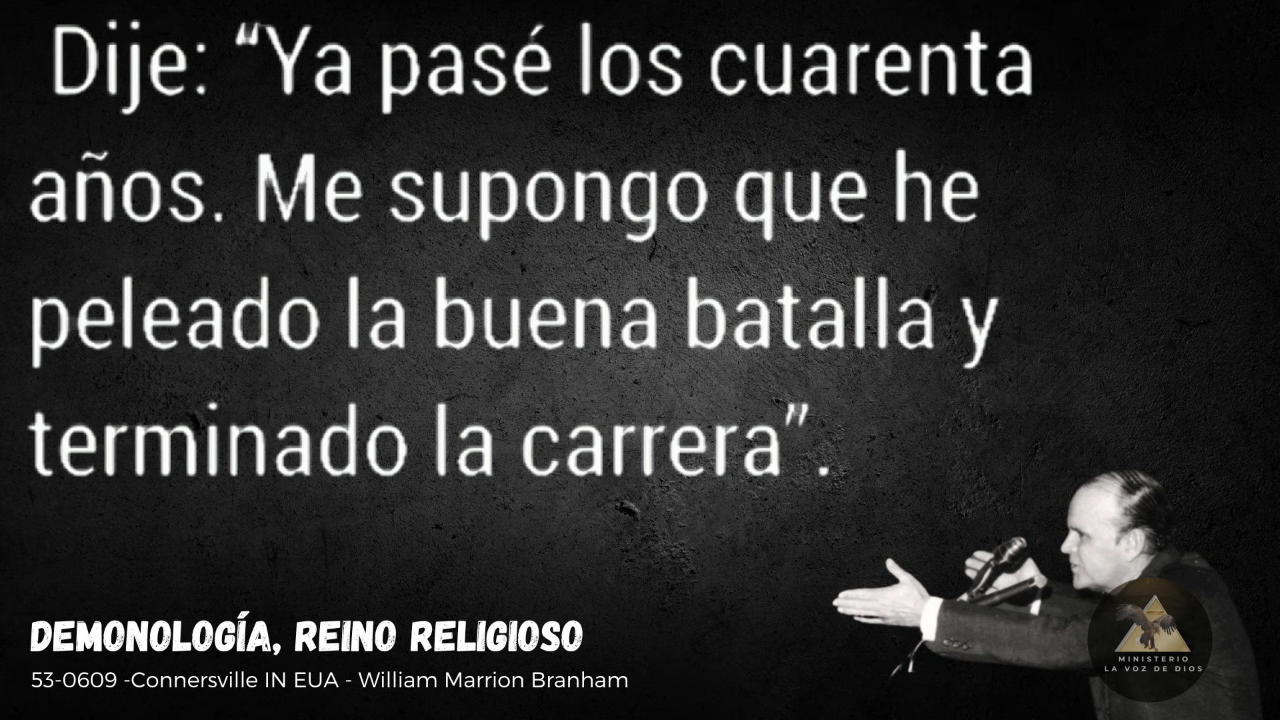 Dije: “Ya pasé los cuarenta
años. Me supongo que he
peleado la buena batalla y
terminado la carrera”.
DEMONOLOGÍA, REINO RELIGIOSO
53-0609 -Connersville IN EUA - William Marrion Branham
MINISTERIO
LA VOZ DE DIOS